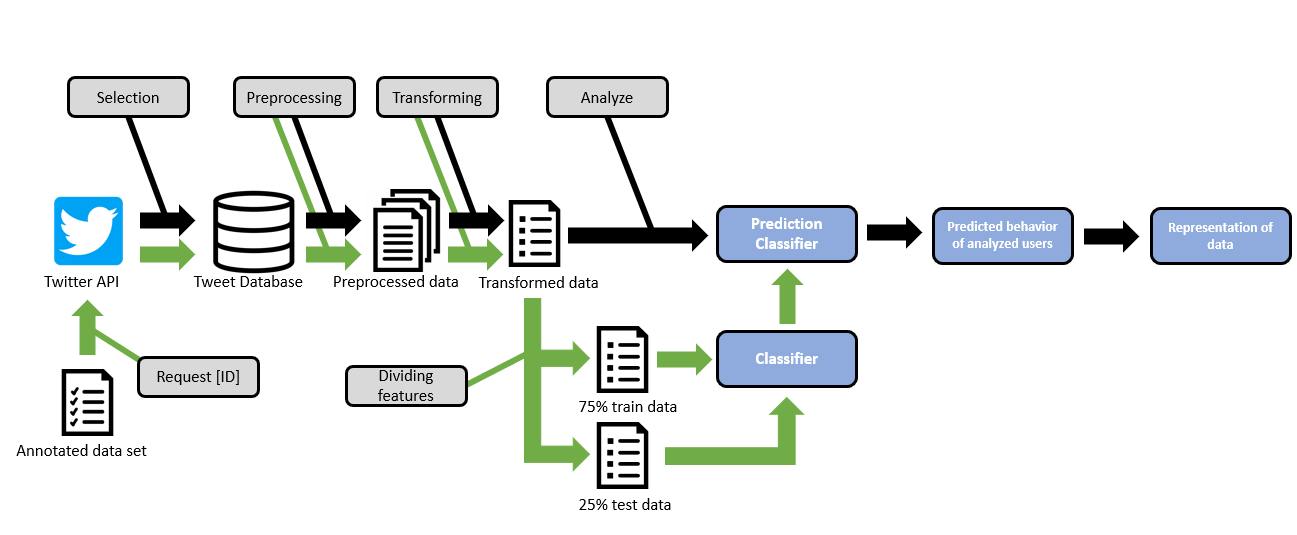 Selection
Preprocessing
Transforming
Analyze
Prediction
Classifier
Predicted behavior
of analyzed users
Representation of
data
Twitter API
Tweet Database
Preprocessed data
Transformed data
Request [ID]
Dividing
features
Classifier
75% train data
Annotated data set
25% test data